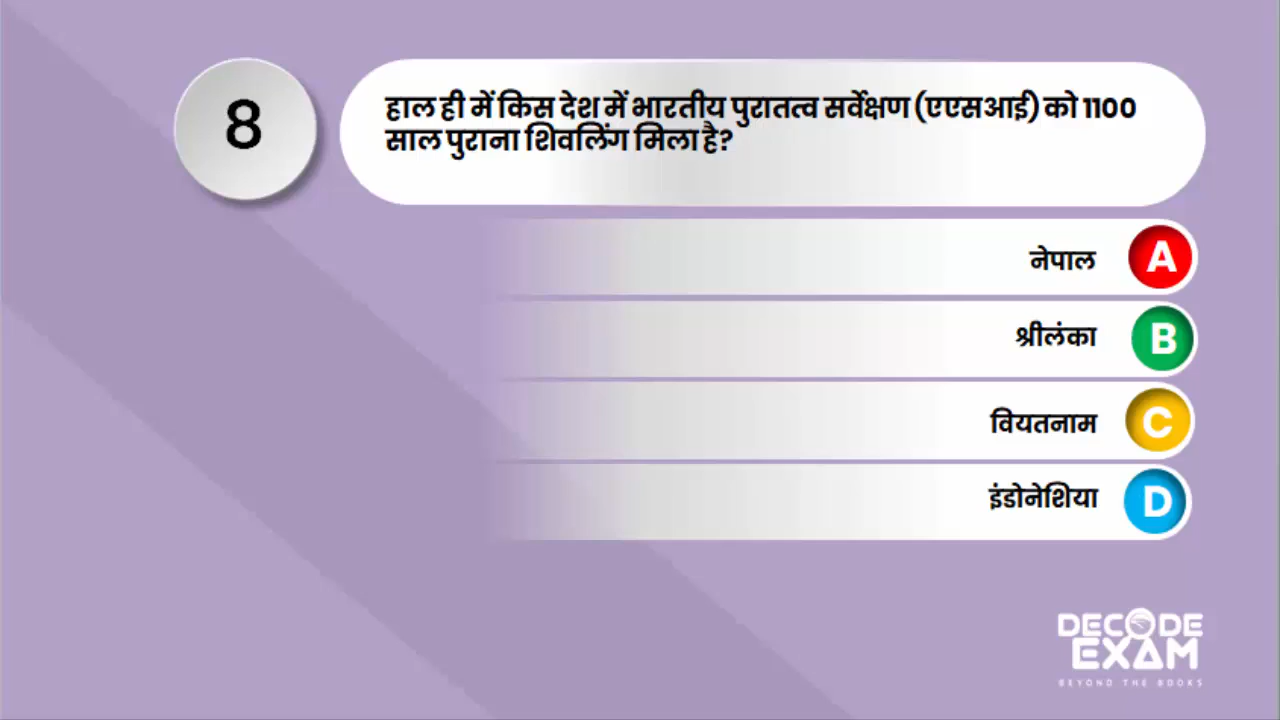 8
हाल ही में किस देश में भारतीय पुरातत्व सर्वेक्षण (एएसआई) को 1100
साल पुराना शिवलिंग मिला है?
नेपाल A
श्रीलंका B
वियतनाम C
इंडोनेशिया D
DECODE
EXAM
BEYOND THE BOOKS